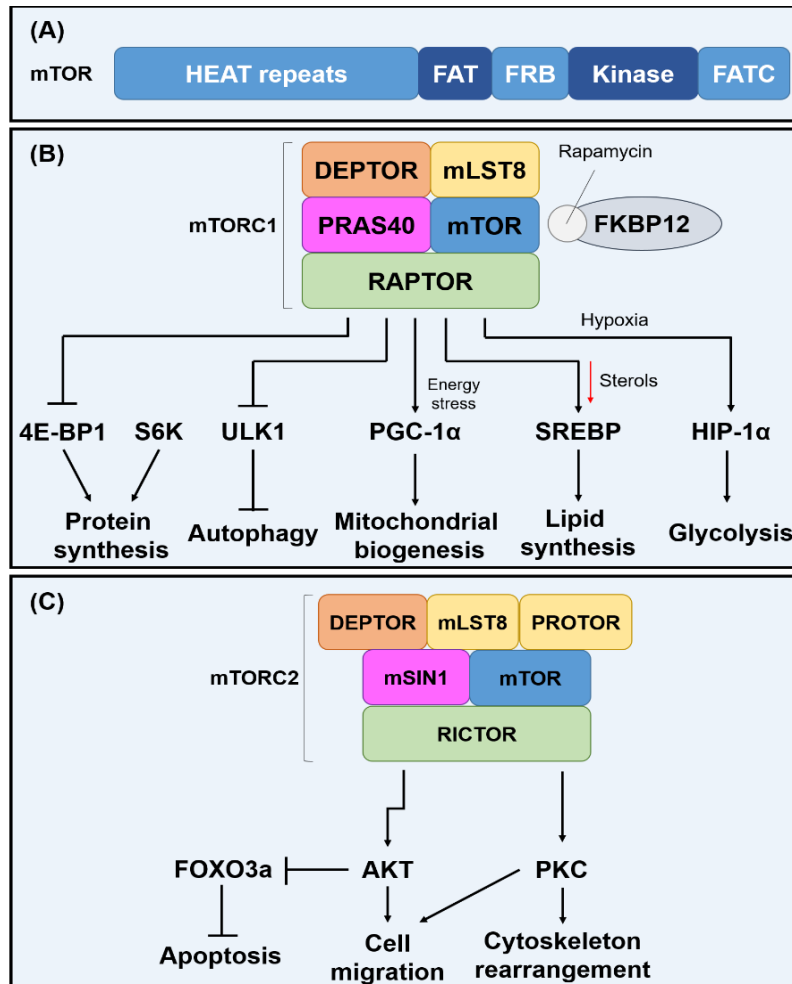 (A)
mTOR
HEAT repeats
FAT
FRB
Kinase
FATC
(B)
mTORC1
DEPTOR
mLST8
PRAS40
mTOR
RAPTOR
Rapamycin
FKBP12
Hypoxia
Energy
stress
Sterols
4E-BP1
S6K
ULK1
PGC-1α
SREBP
HIP-1α
Protein
synthesis
Autophagy
Mitochondrial
biogenesis
Lipid
synthesis
Glycolysis
(C)
mTORC2
DEPTOR
mLST8
PROTOR
mSIN1
mTOR
RICTOR
FOXO3a
AKT
PKC
Apoptosis
Cell
migration
Cytoskeleton
rearrangement